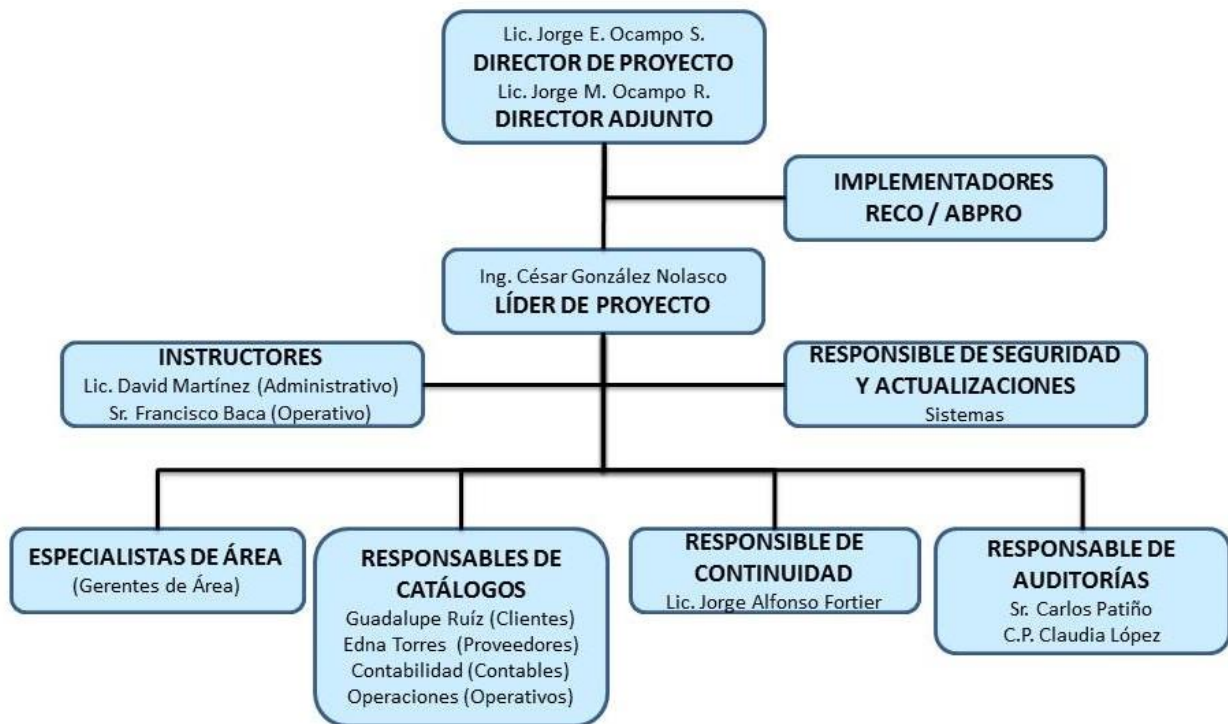 Lic. Jorge E. Ocampo S.
DIRECTOR DE PROYECTO
Lic. Jorge M. Ocampo R.
DIRECTOR ADJUNTO
IMPLEMENTADORES
RECO / ABPRO
Ing. César González Nolasco
LÍDER DE PROYECTO
INSTRUCTORES
Lic. David Martínez (Administrativo)
Sr. Francisco Baca (Operativo)
RESPONSIBLE DE SEGURIDAD
Y ACTUALIZACIONES
Sistemas
ESPECIALISTAS DE ÁREA
(Gerentes de Área)
RESPONSABLES DE
CATÁLOGOS
Guadalupe Ruíz (Clientes)
Edna Torres (Proveedores)
Contabilidad (Contables)
Operaciones (Operativos)
RESPONSIBLE DE
CONTINUIDAD
Lic. Jorge Alfonso Fortier
RESPONSABLE DE
AUDITORÍAS
Sr. Carlos Patiño
C.P. Claudia López